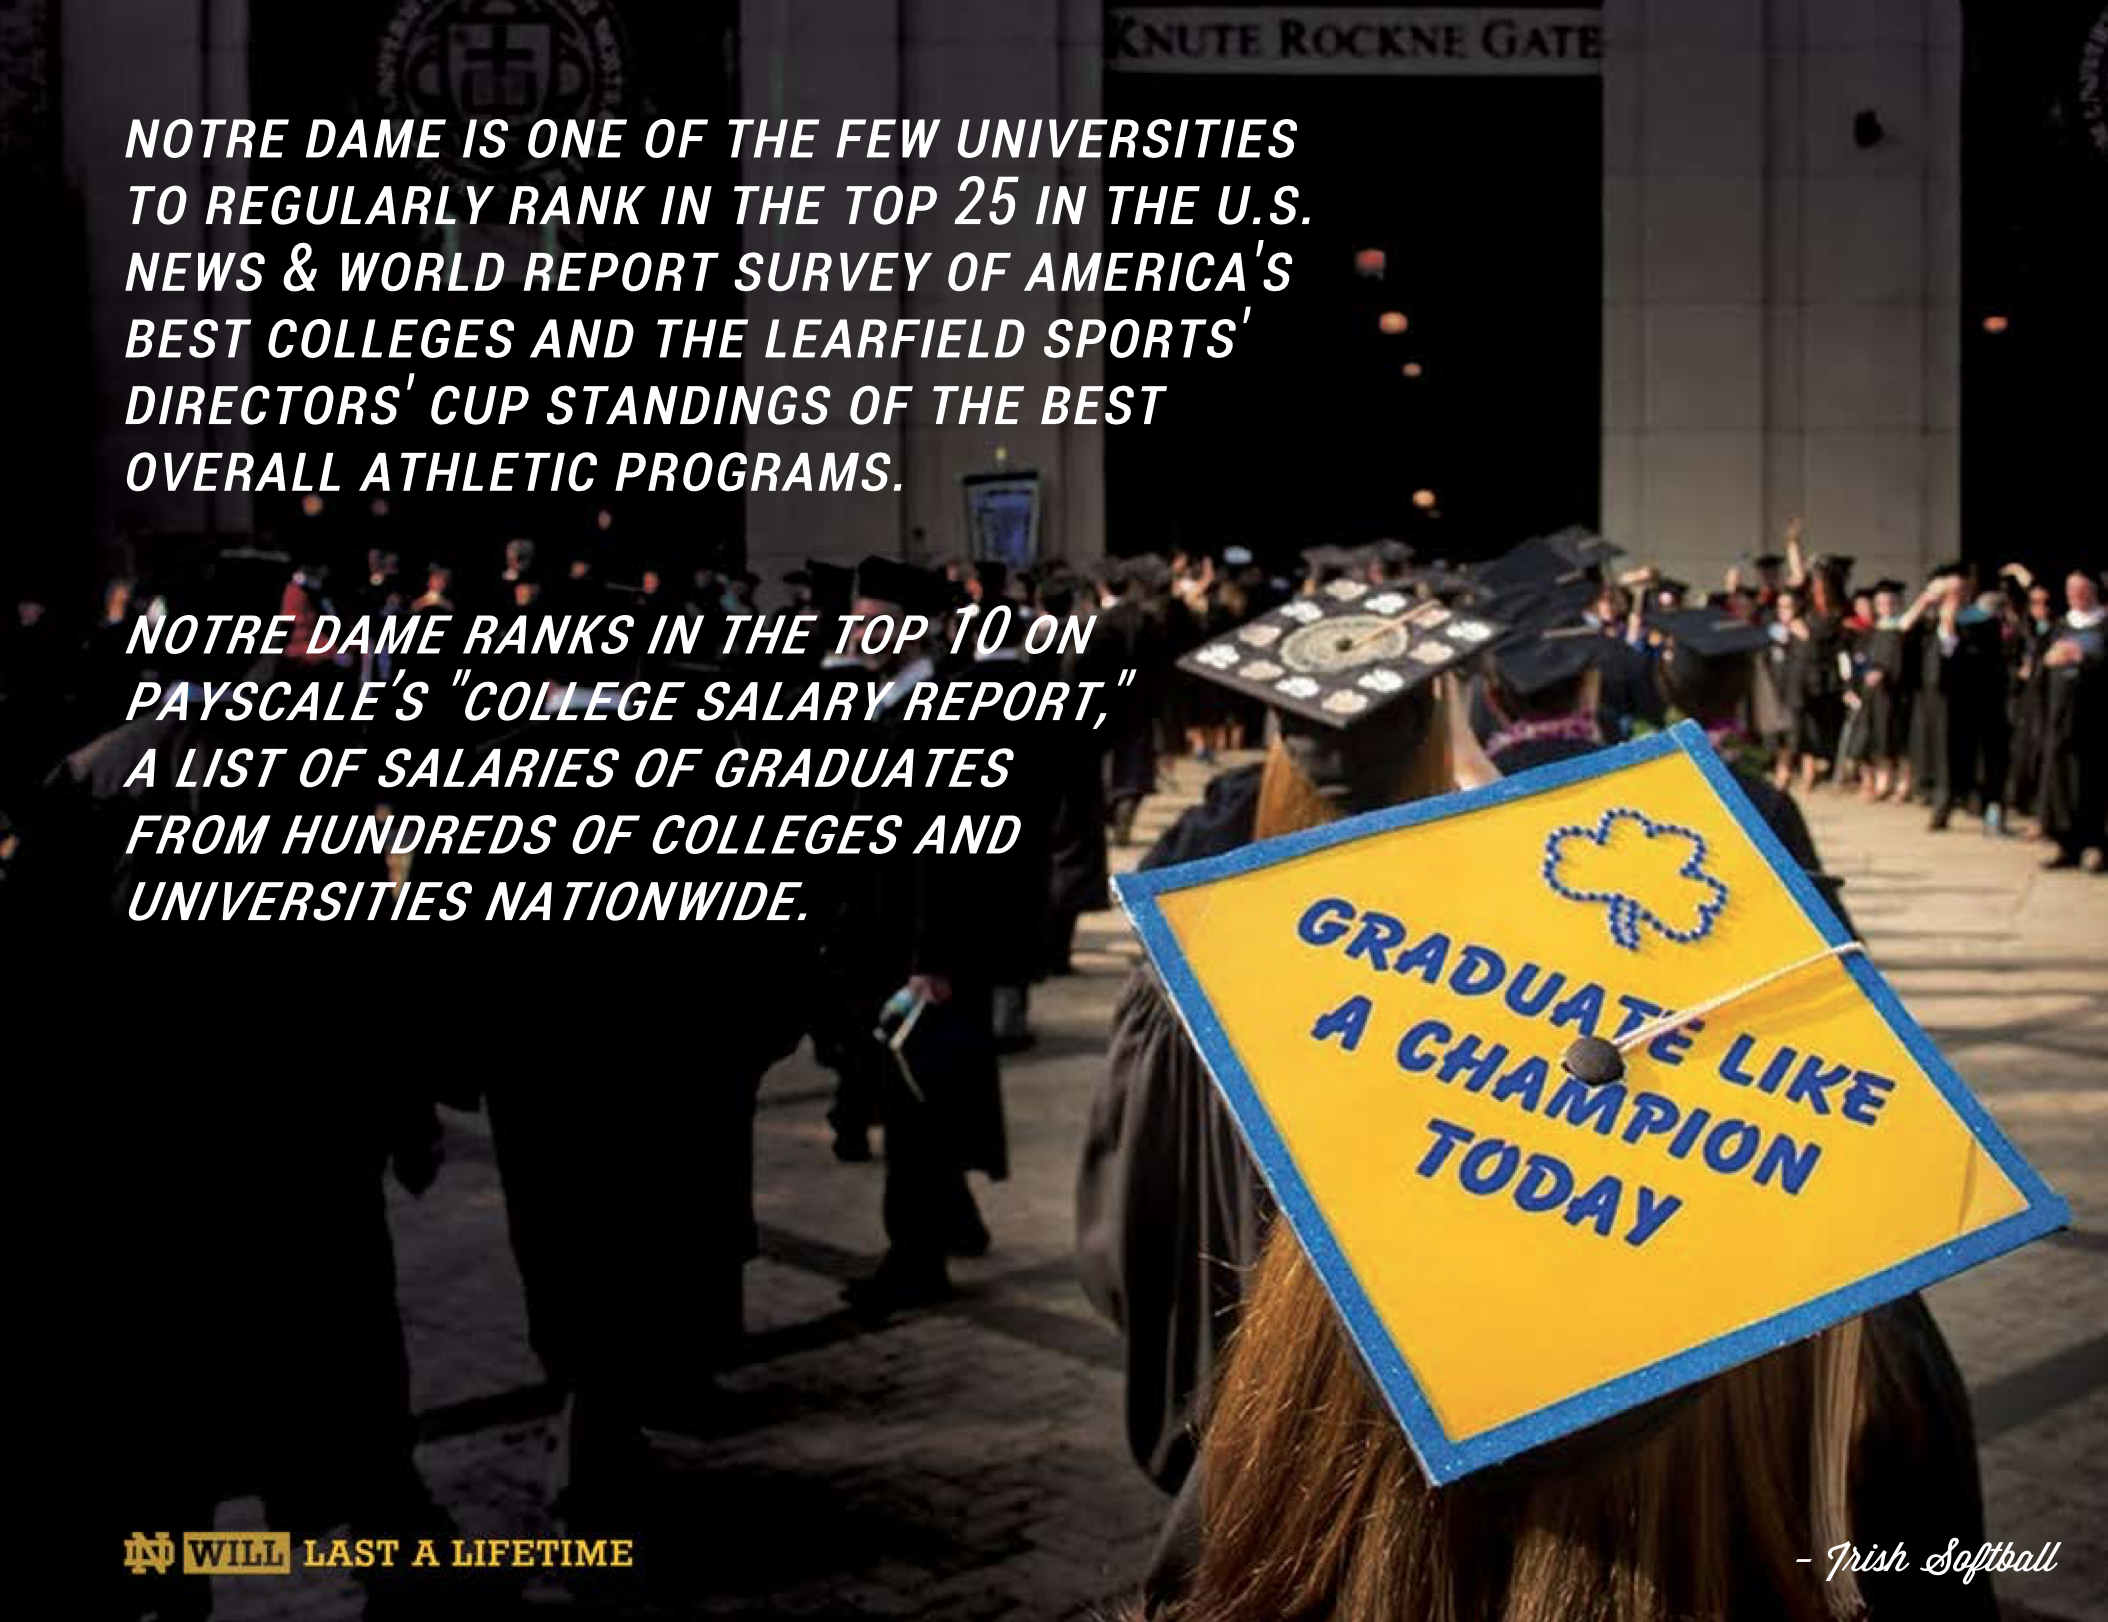 KNUTE ROCKNE GATE
NOTRE DAME IS ONE OF THE FEW UNIVERSITIES
TO REGULARLY RANK IN THE TOP 25 IN THE U.S.
NEWS & WORLD REPORT SURVEY OF AMERICA'S
BEST COLLEGES AND THE LEARFIELD SPORTS'
DIRECTORS' CUP STANDINGS OF THE BEST
OVERALL ATHLETIC PROGRAMS.
NOTRE DAME RANKS IN THE TOP 10 ON
PAYSCALE'S "COLLEGE SALARY REPORT,"
A LIST OF SALARIES OF GRADUATES
FROM HUNDREDS OF COLLEGES AND
UNIVERSITIES NATIONWIDE.
GRADUATE LIKE
A CHAMPION
TODAY
ND WILL LAST A LIFETIME
- Irish Softball